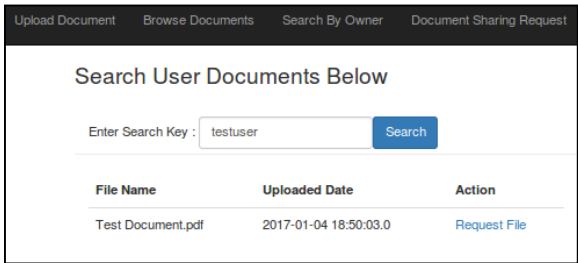 Upload Document Browse Documents Search By Owner Document Sharing Request
Search User Documents Below
Enter Search Key : testuser Search
File Name Uploaded Date Action
Test Document.pdf 2017-01-04 18:50:03.0 Request File